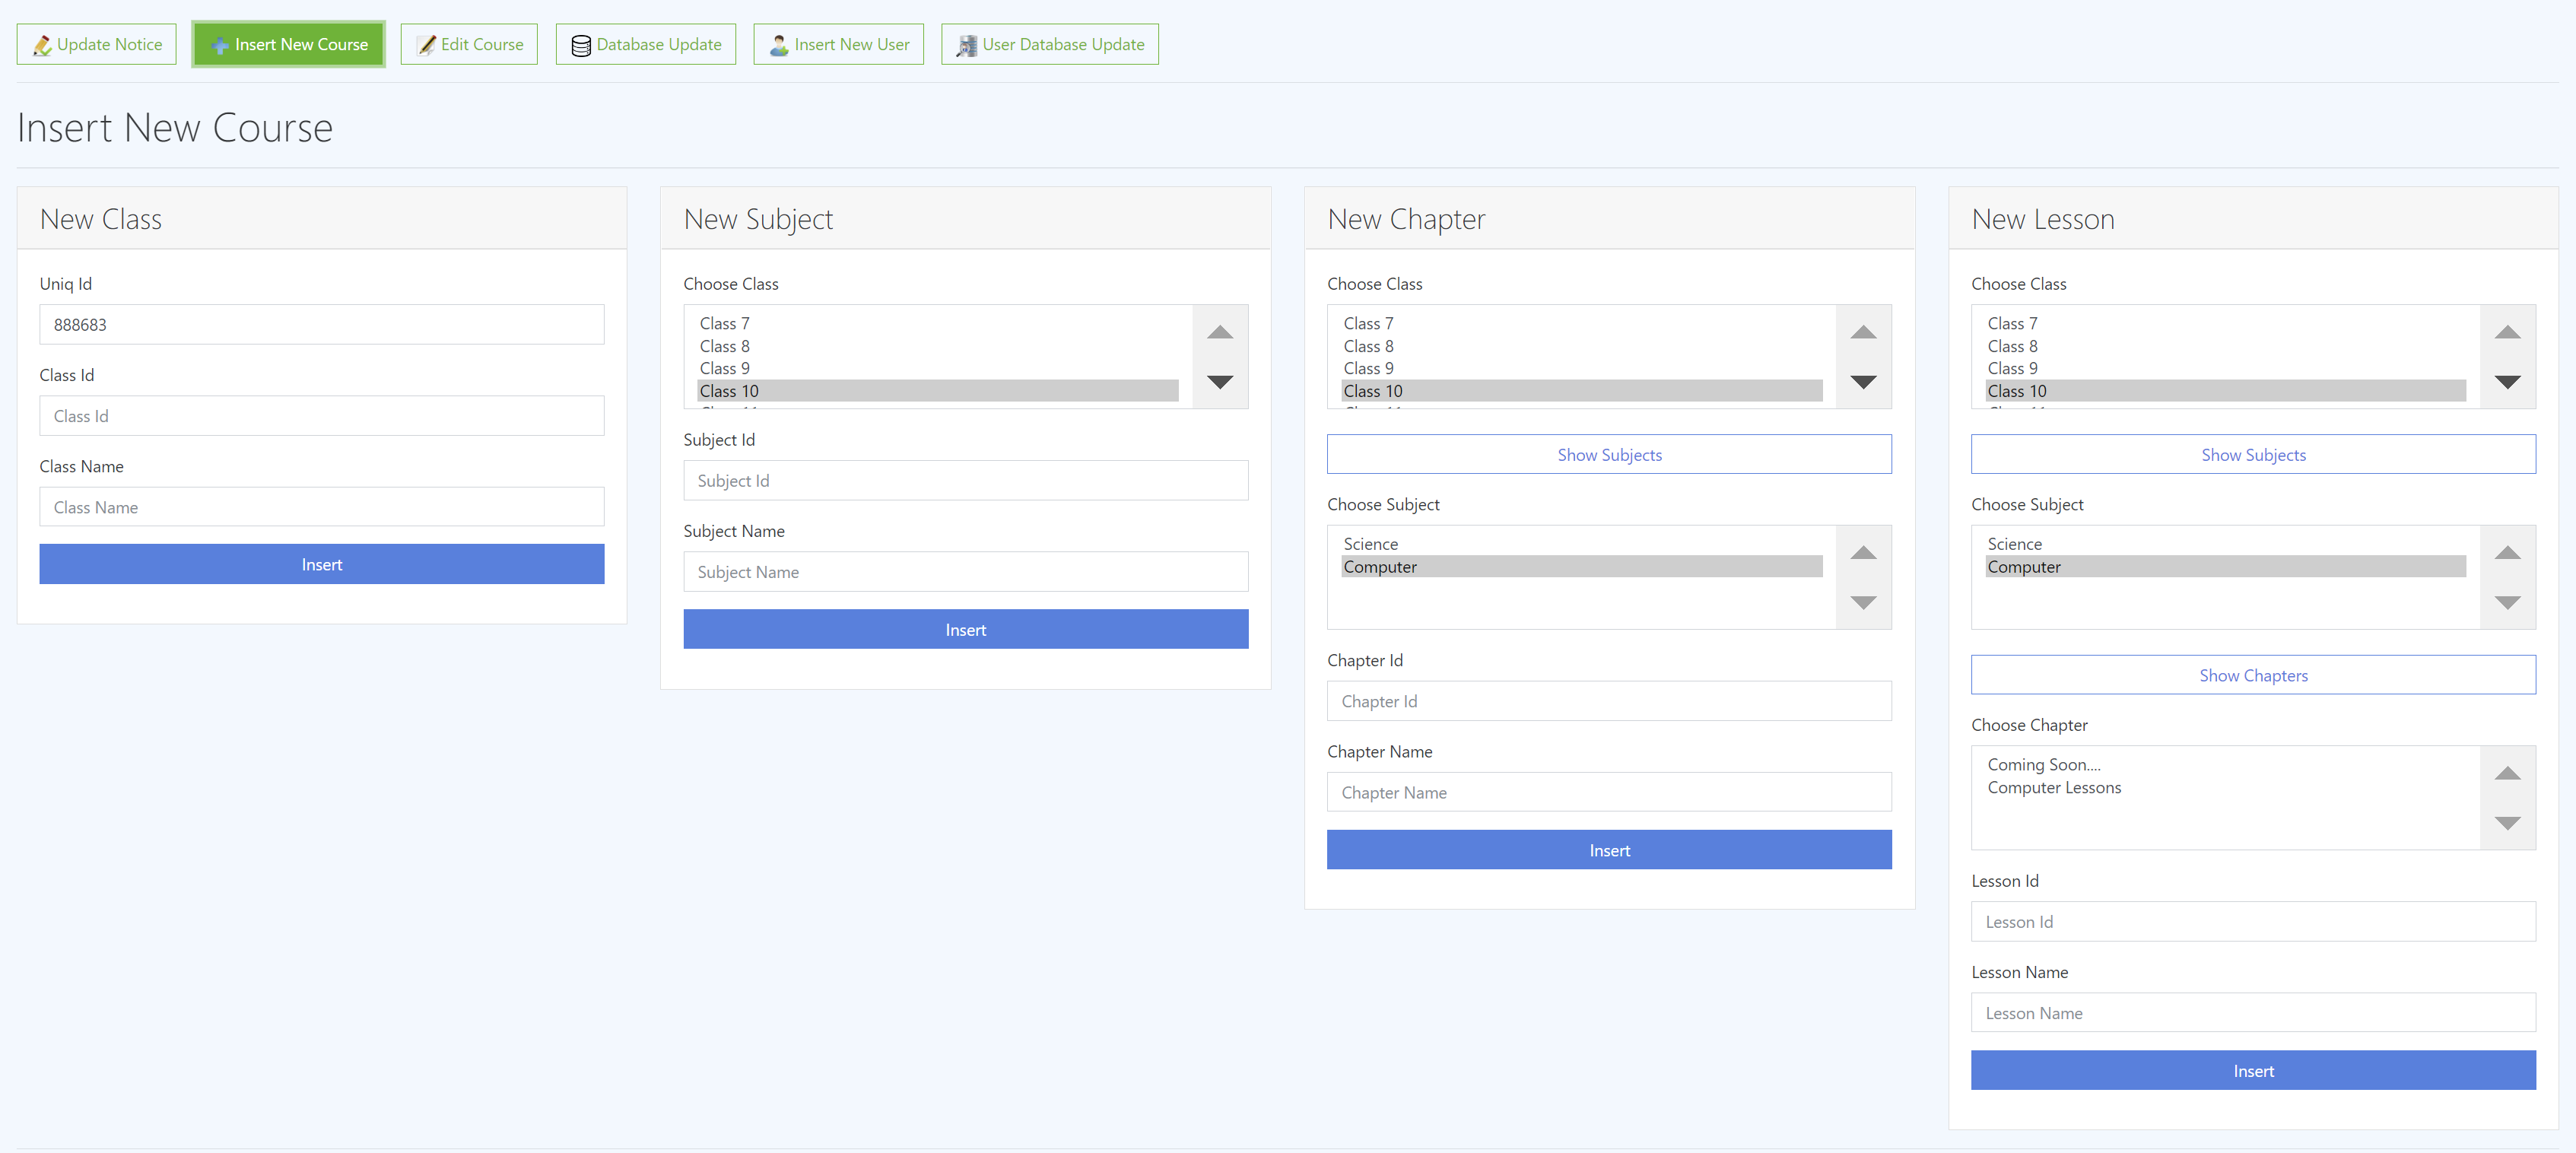 Update Notice
Insert New Course
Edit Course
Database Update
Insert New User
User Database Update
Insert New Course
New Class
Uniq Id
888683
Class Id
Class Id
Class Name
Class Name
Insert
New Subject
Choose Class
Class 7
Class 8
Class 9
Class 10
Subject Id
Subject Id
Subject Name
Subject Name
Insert
New Chapter
Choose Class
Class 7
Class 8
Class 9
Class 10
Show Subjects
Choose Subject
Science
Computer
Chapter Id
Chapter Id
Chapter Name
Chapter Name
Insert
New Lesson
Choose Class
Class 7
Class 8
Class 9
Class 10
Show Subjects
Choose Subject
Science
Computer
Show Chapters
Choose Chapter
Coming Soon....
Computer Lessons
Lesson Id
Lesson Id
Lesson Name
Lesson Name
Insert